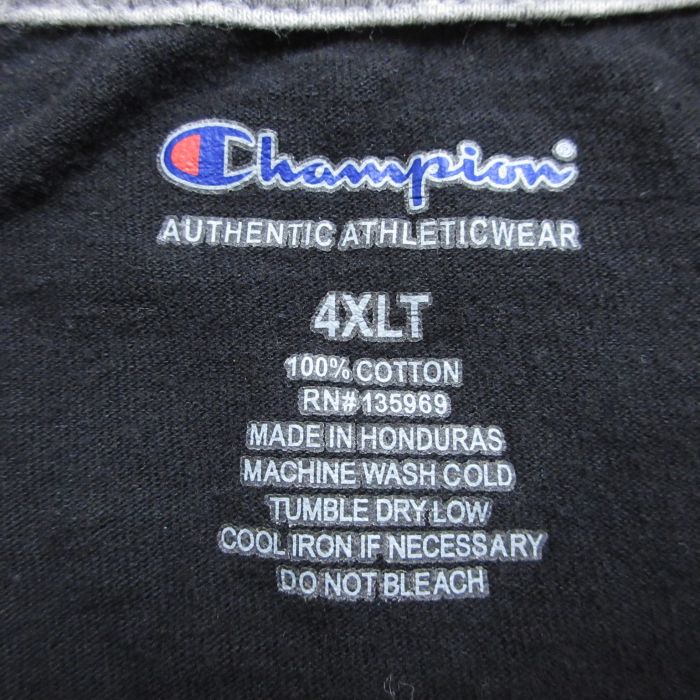 Champion®
AUTHENTIC ATHLETICWEAR
4XLT
100% COTTON
RN#135969
MADE IN HONDURAS
MACHINE WASH COLD
TUMBLE DRY LOW
COOL IRON IF NECESSARY
DO NOT BLEACH